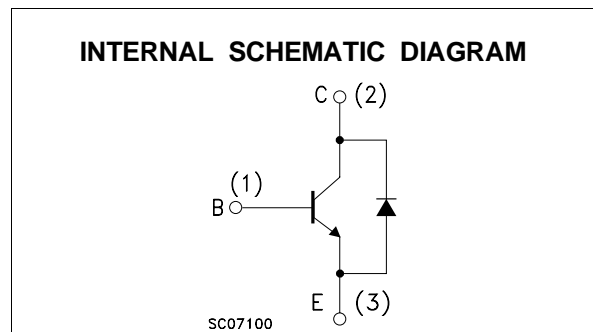 INTERNAL SCHEMATIC DIAGRAM
C (2)
(1)
B
E (3)
SC07100